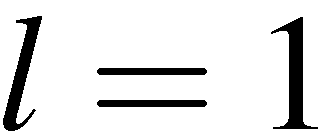 l = 1